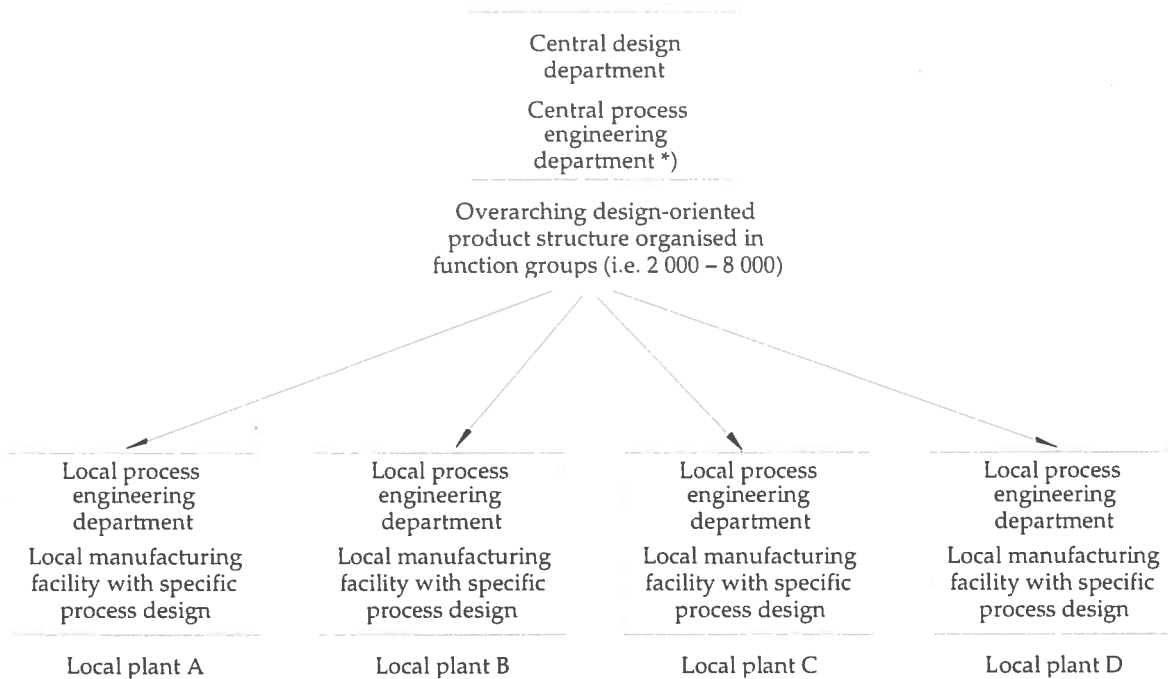 Central design
department
Central process
engineering
department *)
Overarching design-oriented
product structure organised in
function groups (i.e. 2 000 – 8 000)
Local process
engineering
department
Local manufacturing
facility with specific
process design
Local plant A
Local process
engineering
department
Local manufacturing
facility with specific
process design
Local plant B
Local process
engineering
department
Local manufacturing
facility with specific
process design
Local plant C
Local process
engineering
department
Local manufacturing
facility with specific
process design
Local plant D